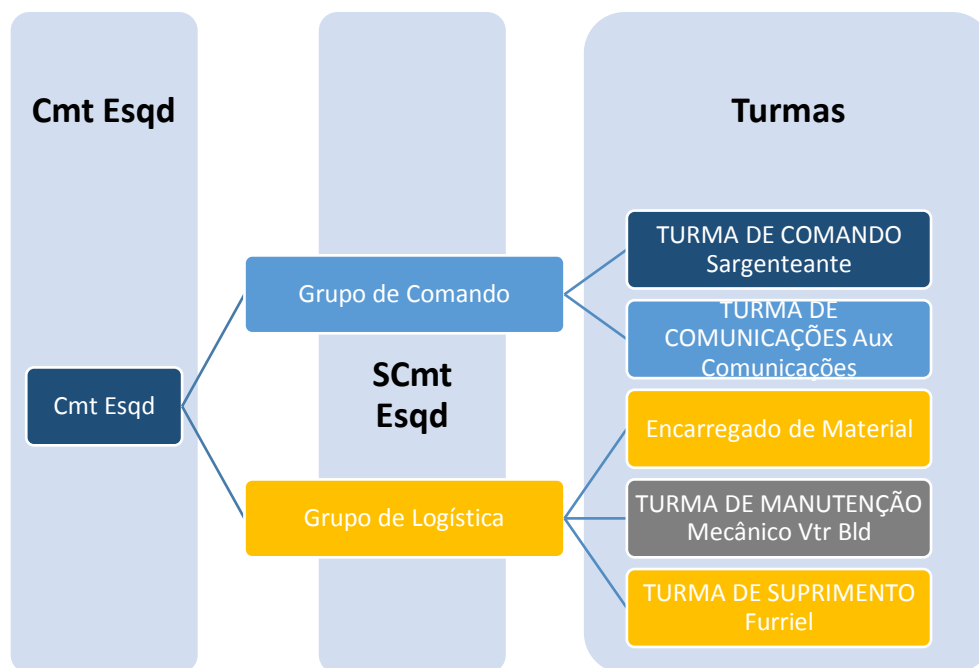 Cmt Esqd
Turmas
TURMA DE COMANDO
Sargenteante
Grupo de Comando
TURMA DE
COMUNICAÇÕES Aux
Comunicações
SCmt
Esqd
Cmt Esqd
Encarregado de Material
Grupo de Logística
TURMA DE MANUTENÇÃO
Mecânico Vtr Bld
TURMA DE SUPRIMENTO
Furriel